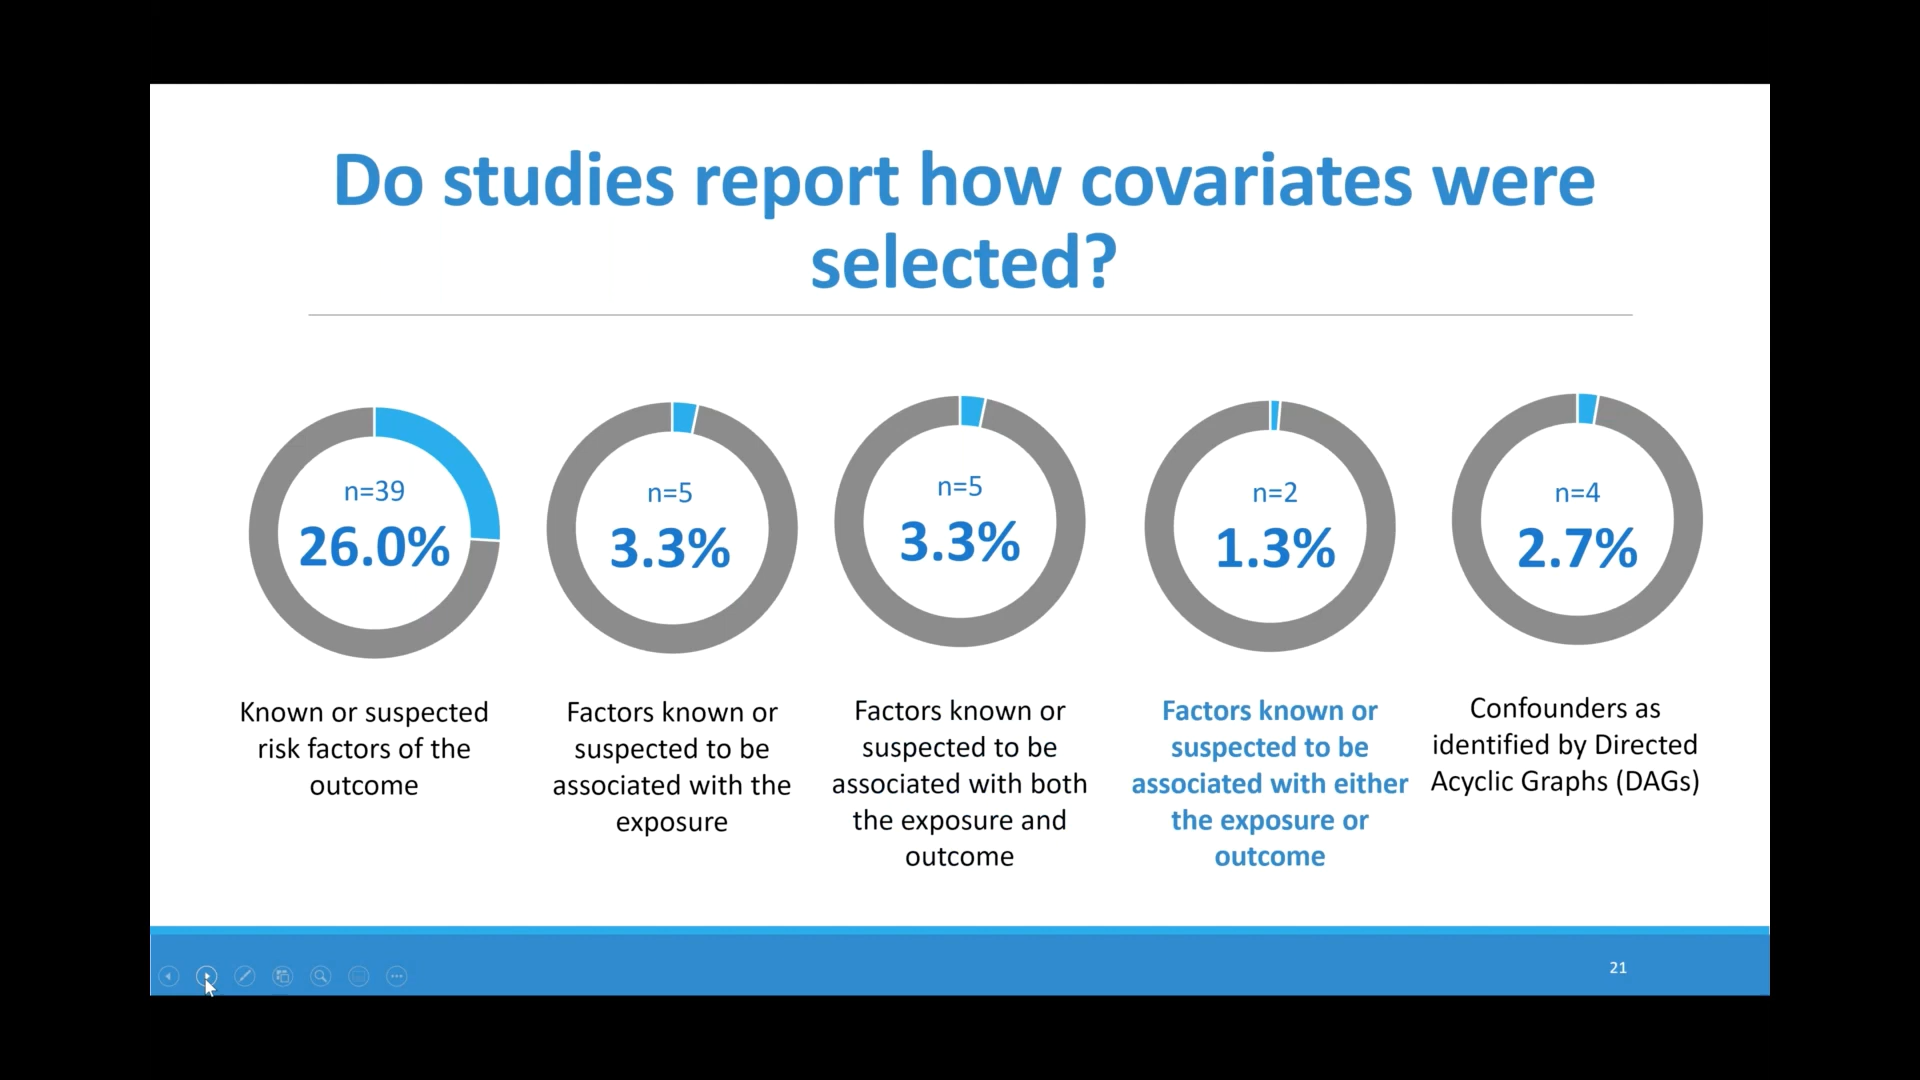 Do studies report how covariates were
selected?
n=39
26.0%
n=5
3.3%
n=5
3.3%
n=2
1.3%
n=4
2.7%
Known or suspected
risk factors of the
outcome
Factors known or
suspected to be
associated with the
exposure
Factors known or
suspected to be
associated with both
the exposure and
outcome
Factors known or
suspected to be
associated with either
the exposure or
outcome
Confounders as
identified by Directed
Acyclic Graphs (DAGs)
21